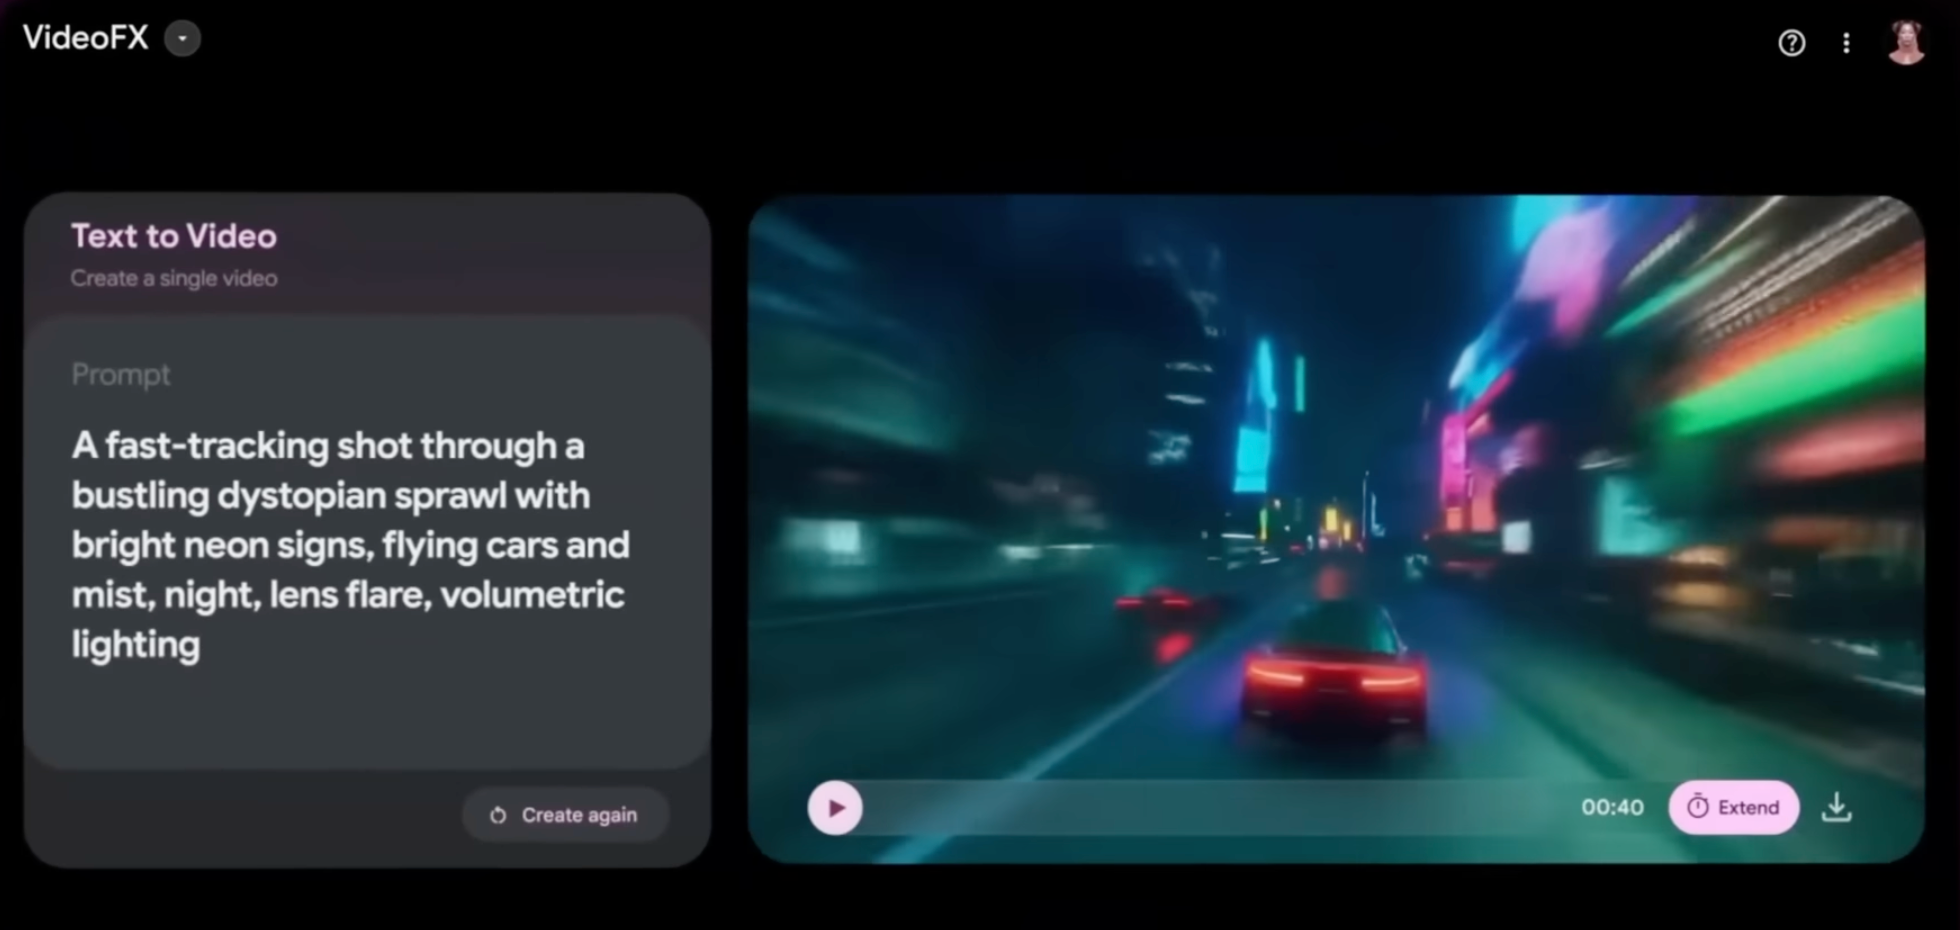 VideoFX
Text to Video
Create a single video
Prompt
A fast-tracking shot through a
bustling dystopian sprawl with
bright neon signs, flying cars and
mist, night, lens flare, volumetric
lighting
Create again
00:40
Extend